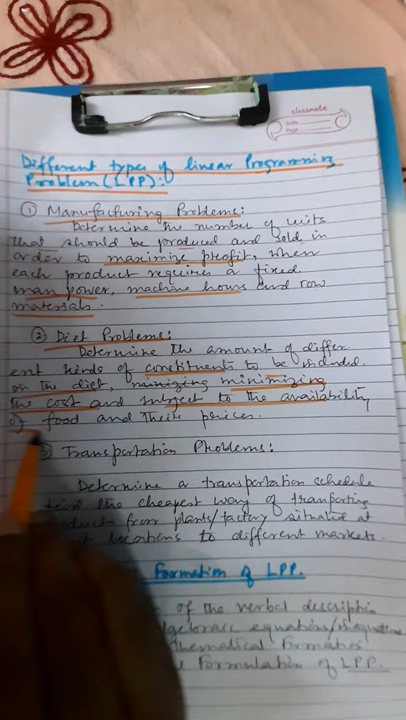 classmate
Date
Page
Different types of linear Programming
Problem (LPP):
① Manufacturing Problems:
Determine the number of units
that should be produced and sold in
order to maximize profit, when
each product requires a fixed
man power, machine hours and row
materials.
② Diet Problems:
Determine the amount of differ
ent kinds of constituents to be included
in the diet, minimizing the
the cost and subject to the availability
of food and their prices.
Transportation Problems:
Determine a transportation schedule
find the cheapest way of tranporting
product from plants/factory situated at
locations to different markets.
Formation of LPP.
of the verbal description
algebraic equations/
mathemedical
Formulation of LPP.